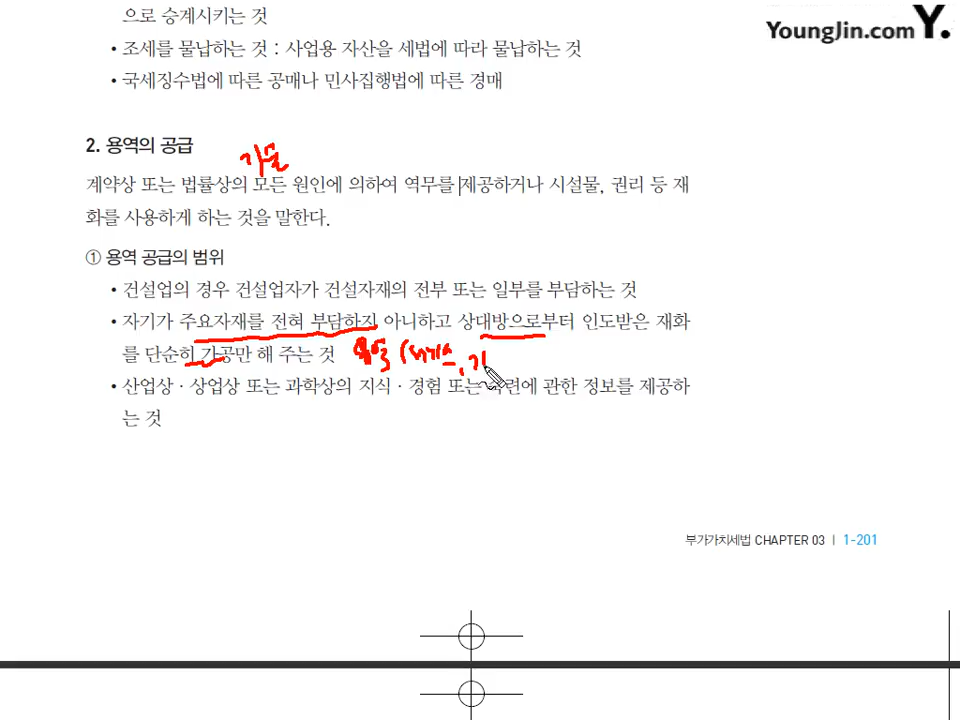 으로 승계시키는 것
YoungJin.com Y.
• 조세를 물납하는 것 : 사업용 자산을 세법에 따라 물납하는 것
• 국세징수법에 따른 공매나 민사집행법에 따른 경매
2. 용역의 공급
계약상 또는 법률상의 모든 원인에 의하여 역무를 제공하거나 시설물, 권리 등 재
화를 사용하게 하는 것을 말한다.
① 용역 공급의 범위
• 건설업의 경우 건설업자가 건설자재의 전부 또는 일부를 부담하는 것
• 자기가 주요자재를 전혀 부담하지 아니하고 상대방으로부터 인도받은 재화
를 단순히 가공만 해 주는 것
• 산업상 · 상업상 또는 과학상의 지식 · 경험 또는 숙련에 관한 정보를 제공하
는 것
부가가치세법 CHAPTER 03 | 1-201